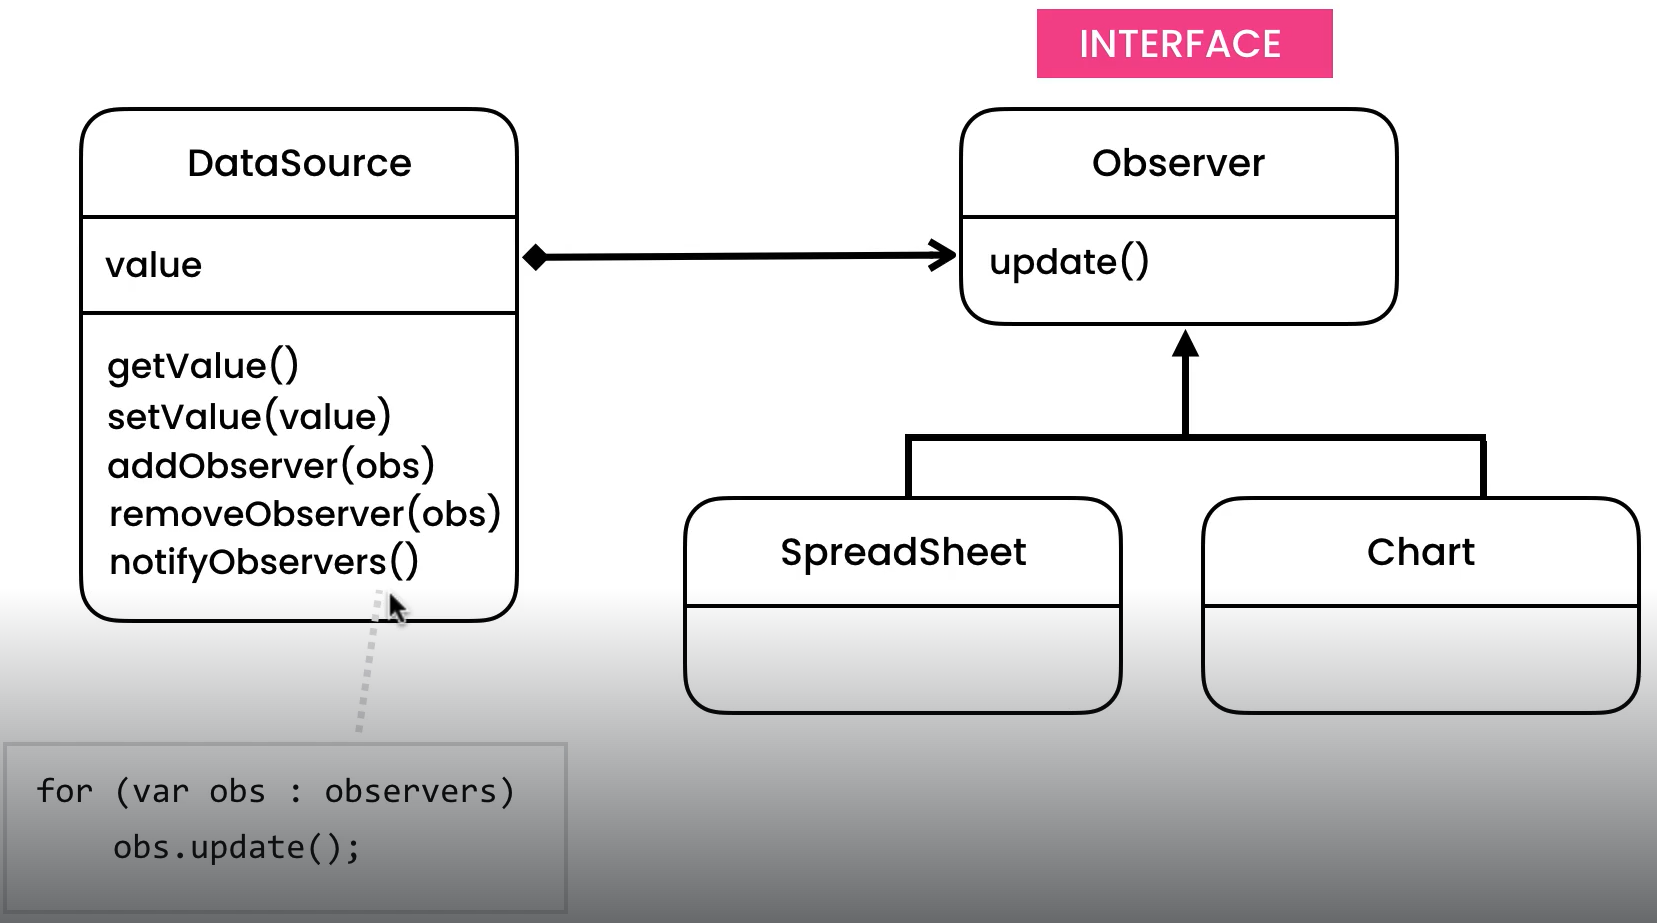 INTERFACE
DataSource
value
getValue()
setValue(value)
addObserver(obs)
removeObserver(obs)
notifyObservers()
Observer
update()
SpreadSheet
Chart
for (var obs : observers)
    obs.update();